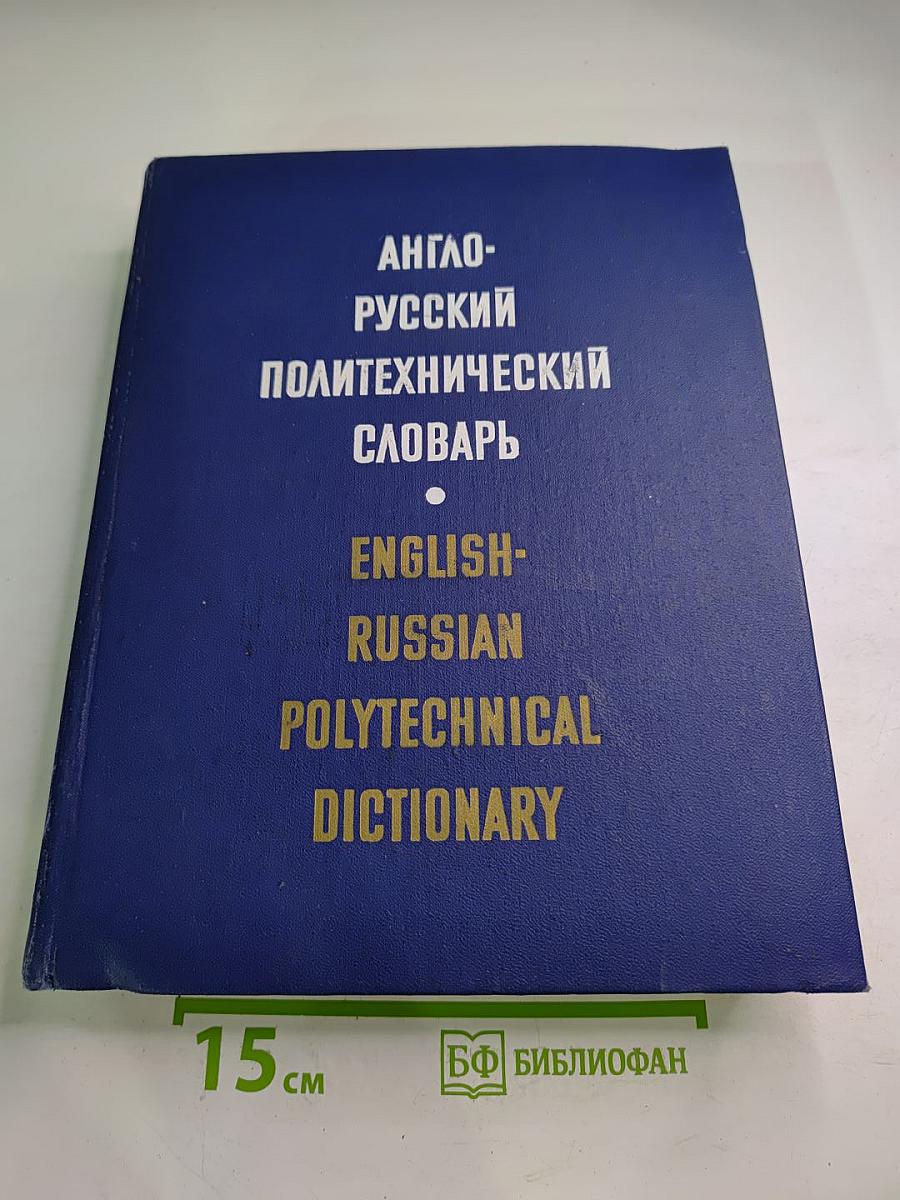 АНГЛО-
РУССКИЙ
ПОЛИТЕХНИЧЕСКИЙ
СЛОВАРЬ
•
ENGLISH-
RUSSIAN
POLYTECHNICAL
DICTIONARY
15 СМ
БФ БИБЛИОФАН